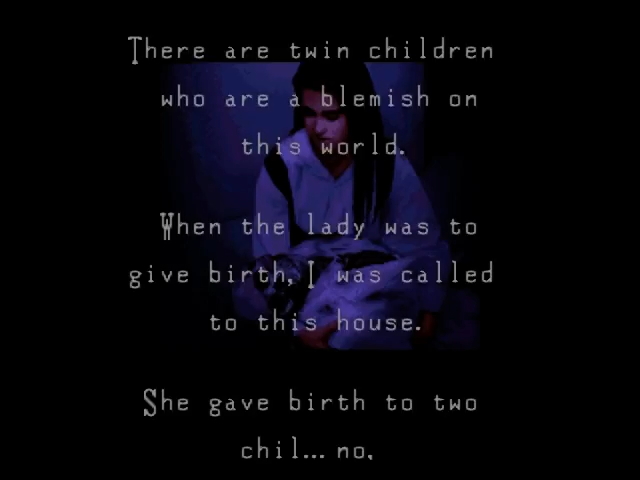 There are twin children
who are a blemish on
this world.
When the lady was to
give birth, I was called
to this house.
She gave birth to two
chil... no,